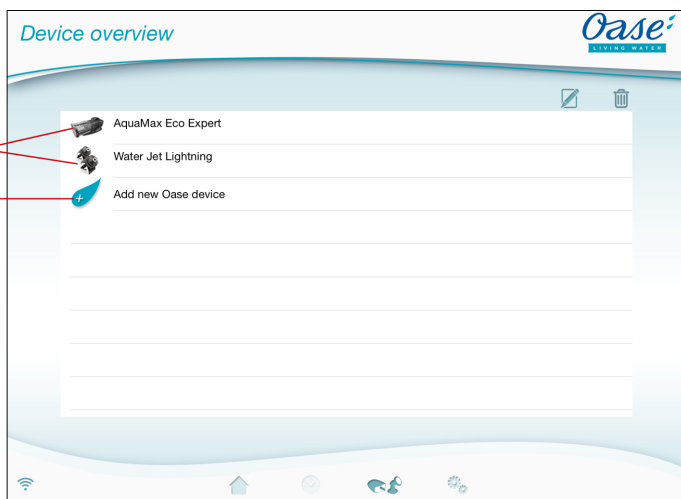 Device overview
Oase
LIVING WATER
AquaMax Eco Expert
Water Jet Lightning
Add new Oase device